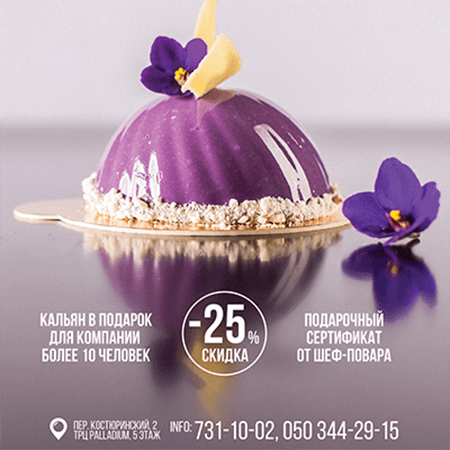 КАЛЬЯН В ПОДАРОК
ДЛЯ КОМПАНИИ
БОЛЕЕ 10 ЧЕЛОВЕК
-25%
СКИДКА
ПОДАРОЧНЫЙ
СЕРТИФИКАТ
ОТ ШЕФ-ПОВАРА
ПЕР. КОСТЮРИНСКИЙ, 2
ТРЦ PALLADIUM, 5 ЭТАЖ
INFO: 731-10-02, 050 344-29-15